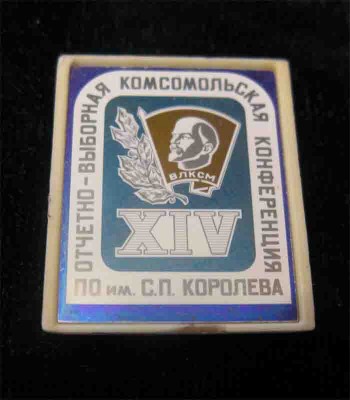 ОТЧЕТНО-ВЫБОРНАЯ КОМСОМОЛЬСКАЯ КОНФЕРЕНЦИЯ
ВЛКСМ
XIV
ПО им. С.П. КОРОЛЕВА